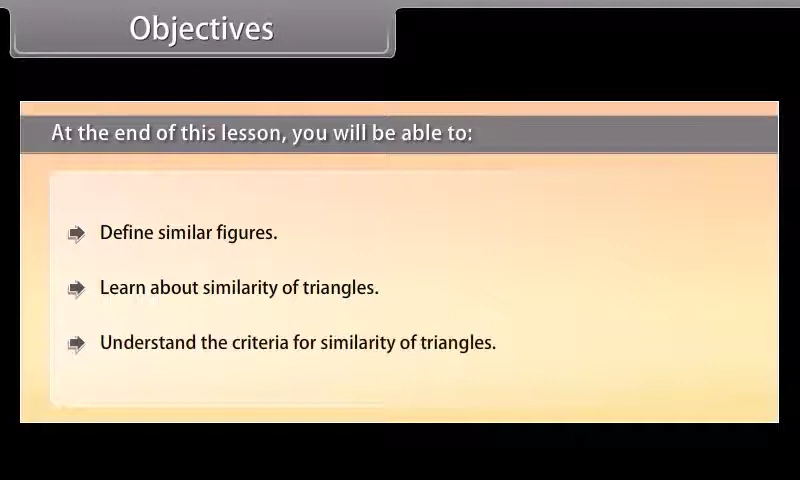 Objectives
At the end of this lesson, you will be able to:
Define similar figures.
Learn about similarity of triangles.
Understand the criteria for similarity of triangles.